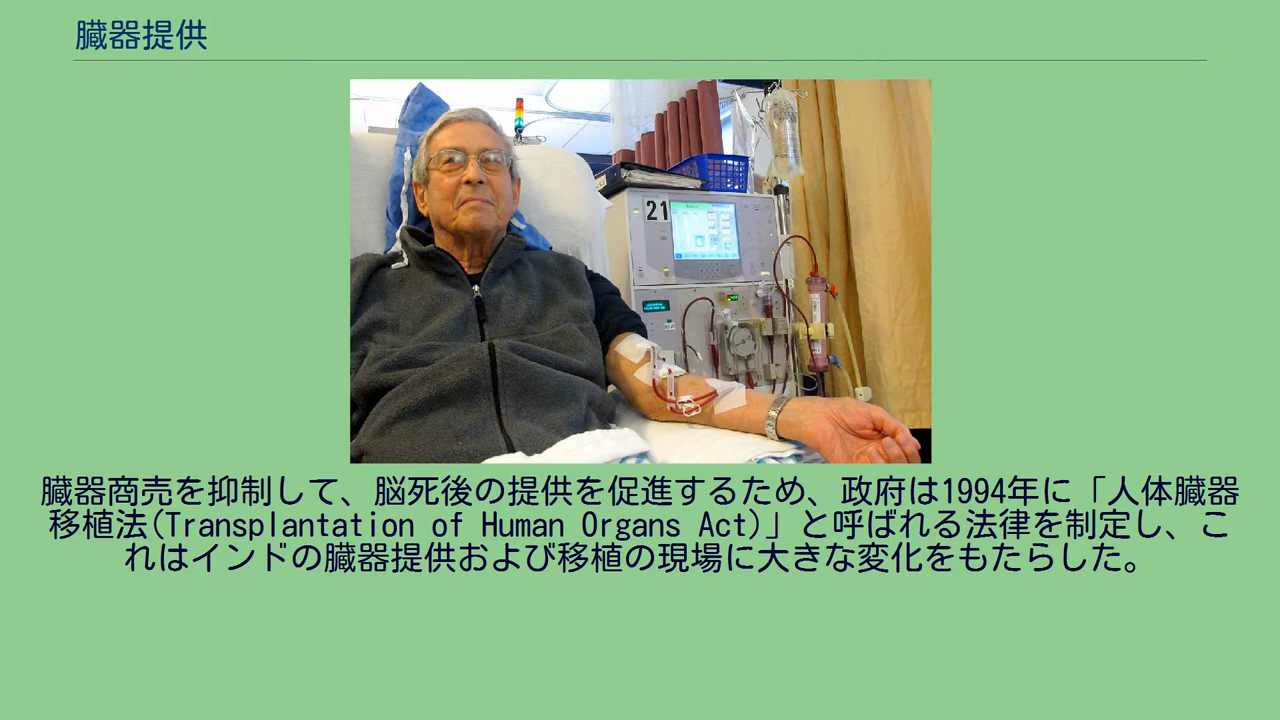 臓器提供
21
臓器商売を抑制して、脳死後の提供を促進するため、政府は1994年に「人体臓器
移植法(Transplantation of Human Organs Act)」と呼ばれる法律を制定し、こ
れはインドの臓器提供および移植の現場に大きな変化をもたらした。